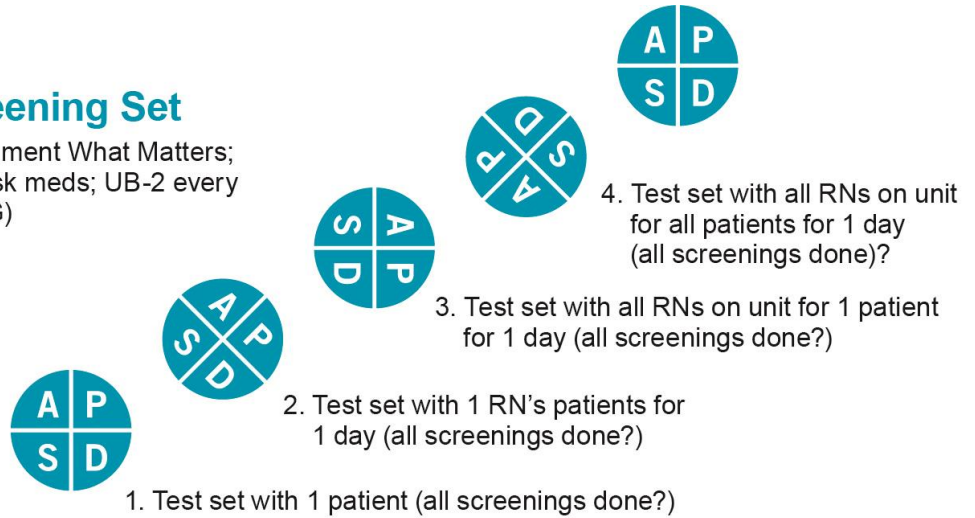 eening Set
ment What Matters;
sk meds; UB-2 every
A P
S D
A P
S D
4. Test set with all RNs on unit
for all patients for 1 day
(all screenings done)?
A P
S D
3. Test set with all RNs on unit for 1 patient
for 1 day (all screenings done?)
A P
S D
2. Test set with 1 RN’s patients for
1 day (all screenings done?)
A P
S D
1. Test set with 1 patient (all screenings done?)